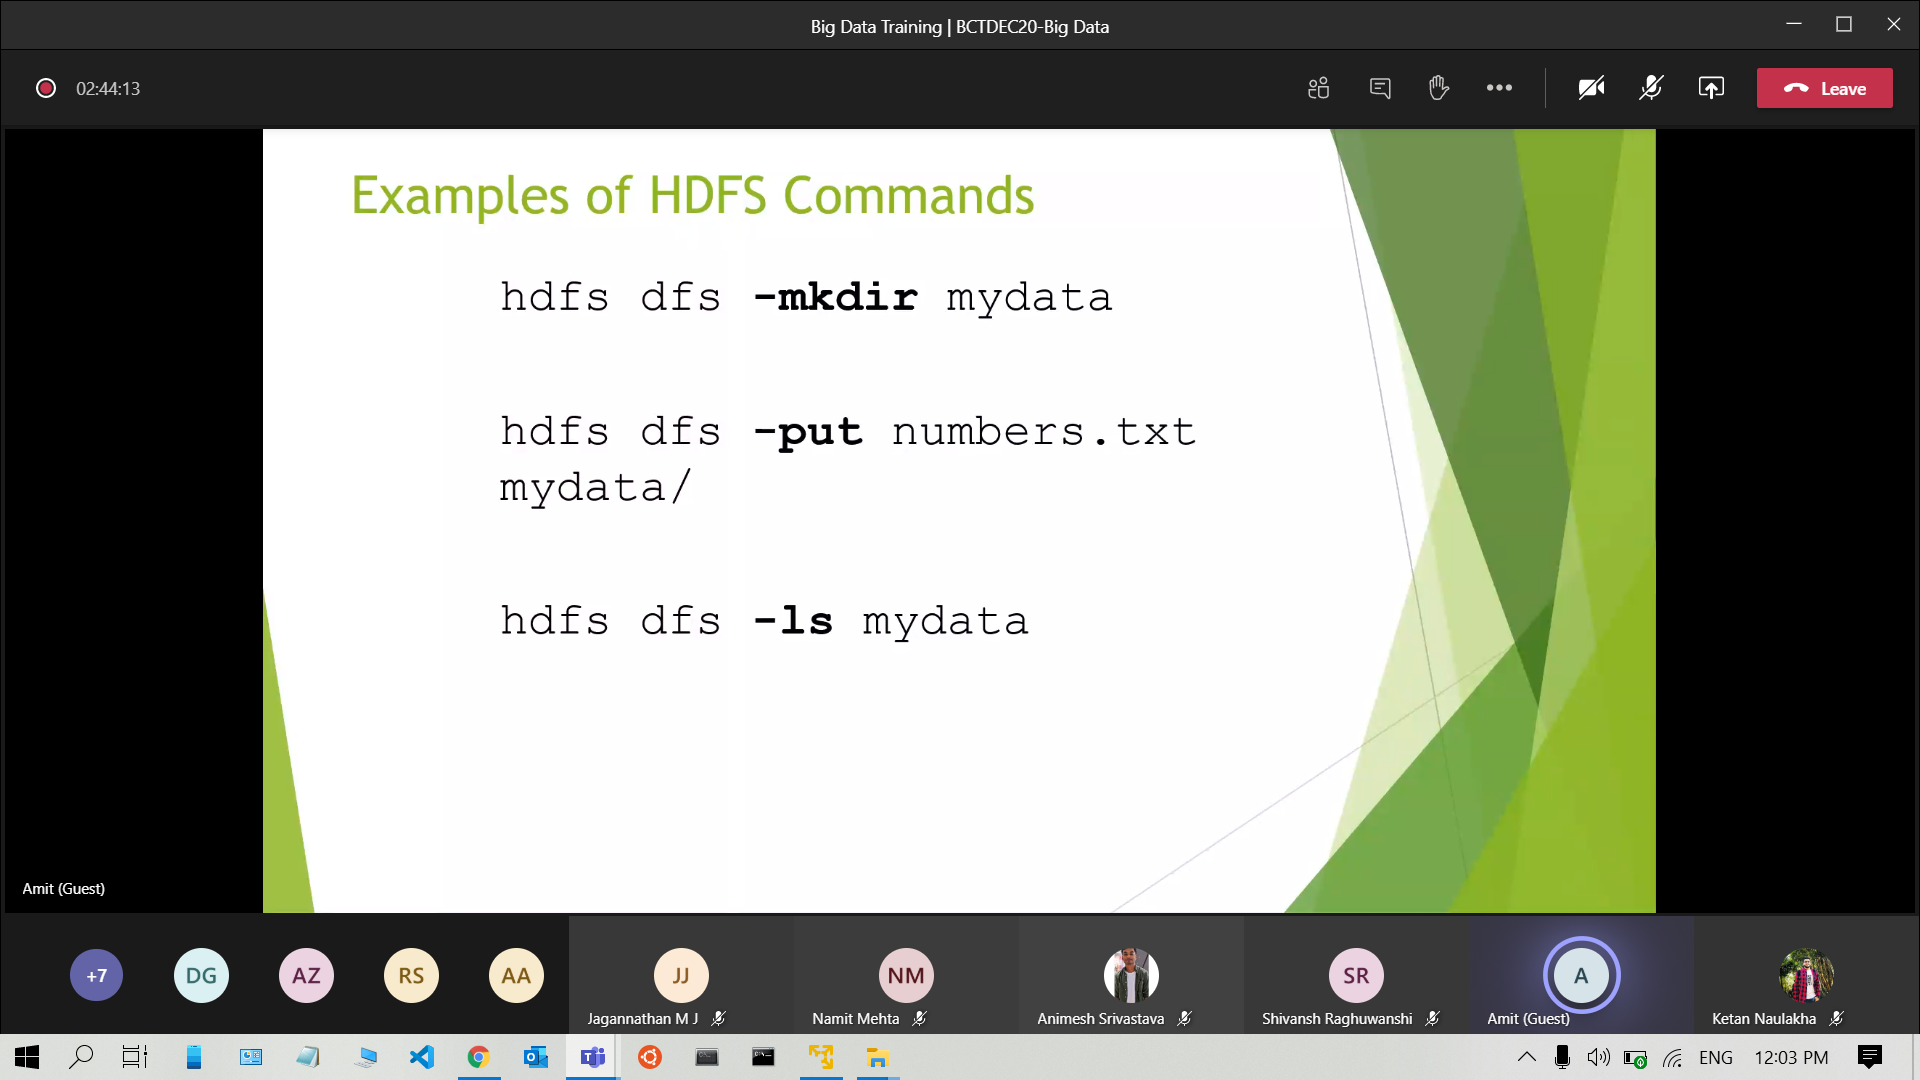 Big Data Training | BCTDEC20-Big Data
02:44:13
Leave
Examples of HDFS Commands
hdfs dfs -mkdir mydata
hdfs dfs -put numbers.txt
mydata/
hdfs dfs -ls mydata
Amit (Guest)
+7
DG
AZ
RS
AA
JJ
NM
SR
A
Jagannathan M J
Namit Mehta
Animesh Srivastava
Shivansh Raghuwanshi
Amit (Guest)
Ketan Naulakha
ENG
12:03 PM